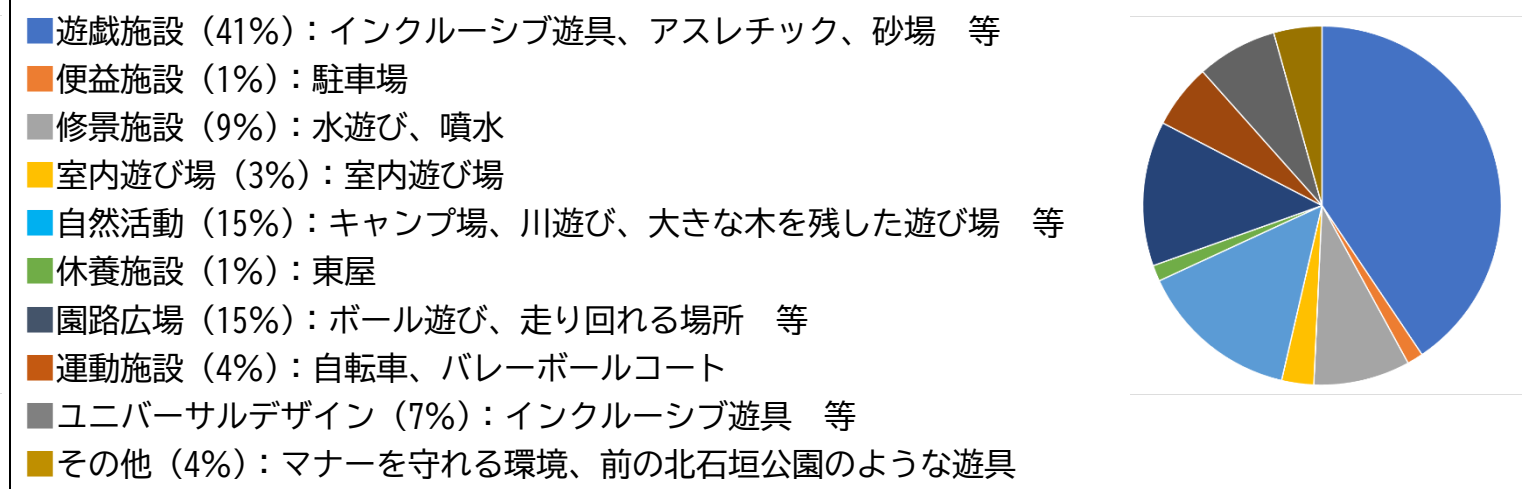 ■遊戯施設（41%）：インクルーシブ遊具、アスレチック、砂場　等
■便益施設（1%）：駐車場
■修景施設（9%）：水遊び、噴水
■室内遊び場（3%）：室内遊び場
■自然活動（15%）：キャンプ場、川遊び、大きな木を残した遊び場　等
■休養施設（1%）：東屋
■園路広場（15%）：ボール遊び、走り回れる場所　等
■運動施設（4%）：自転車、バレーボールコート
■ユニバーサルデザイン（7%）：インクルーシブ遊具　等
■その他（4%）：マナーを守れる環境、前の北石垣公園のような遊具